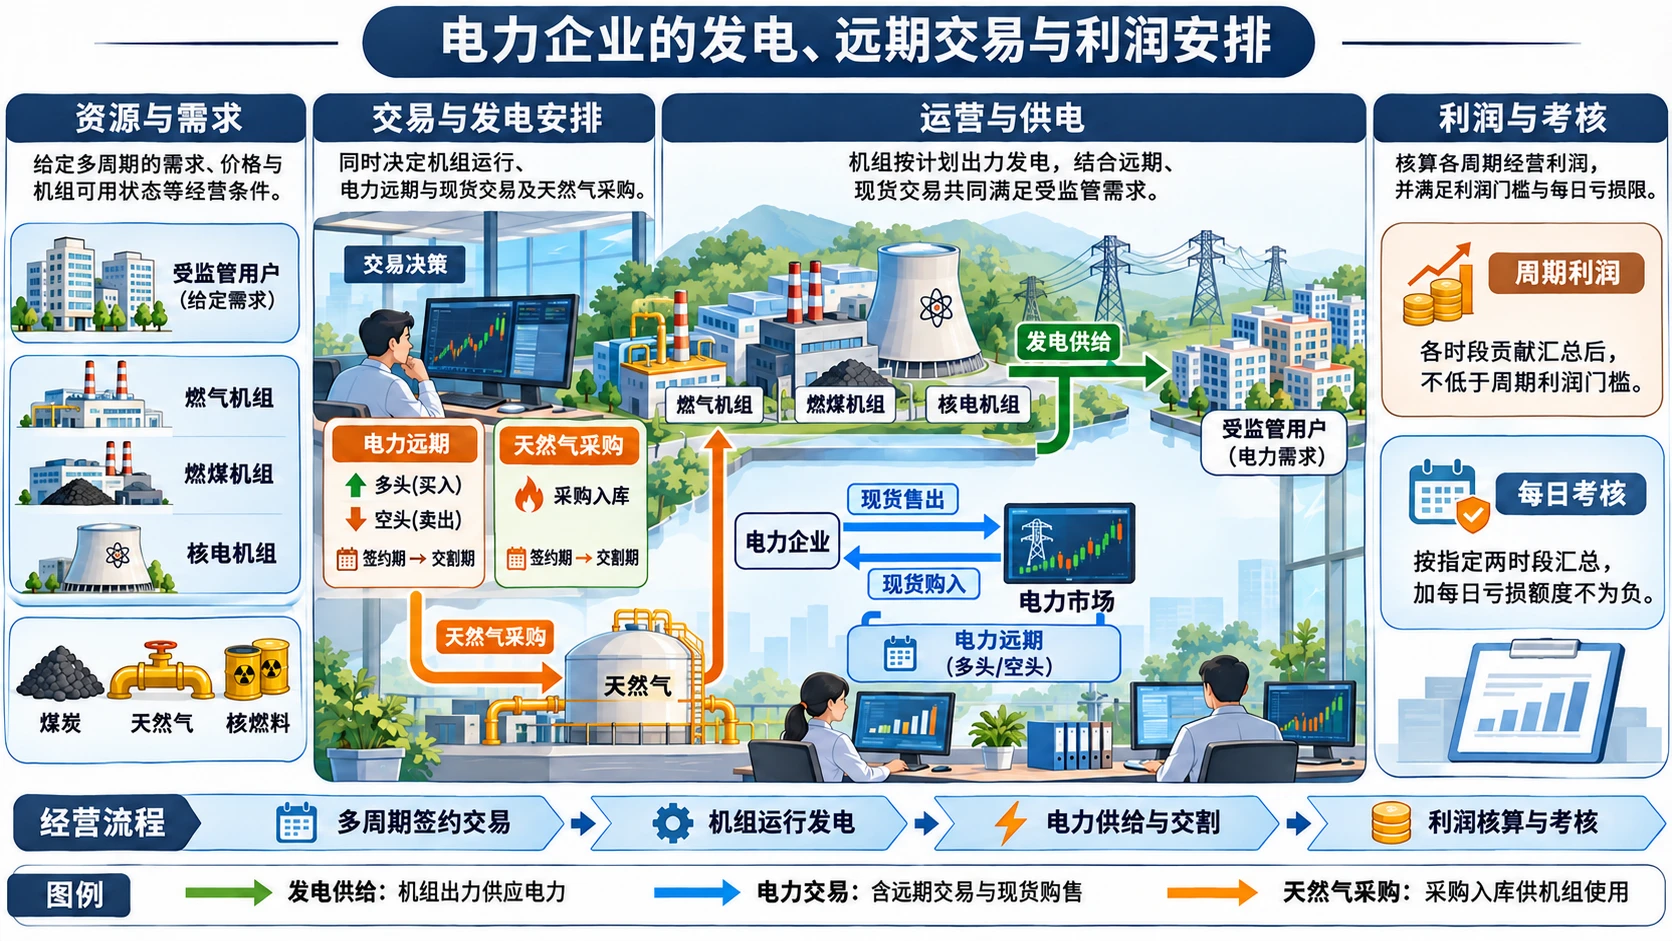 电力企业的发电、远期交易与利润安排
资源与需求
给定多周期的需求、价格与
机组可用状态等经营条件。
受监管用户
（给定需求）
燃气机组
燃煤机组
核电机组
煤炭
天然气
核燃料
交易与发电安排
同时决定机组运行、
电力远期与现货交易及天然气采购。
交易决策
电力远期
多头(买入)
空头(卖出)
签约期→交割期
天然气采购
采购入库
签约期→交割期
天然气采购
天然气
运营与供电
机组按计划出力发电，结合远期、
现货交易共同满足受监管需求。
发电供给
燃气机组
燃煤机组
核电机组
受监管用户
（电力需求）
现货售出
电力企业
现货购入
电力市场
电力远期
（多头/空头）
利润与考核
核算各周期经营利润，
并满足利润门槛与每日亏损限。
周期利润
各时段贡献汇总后，
不低于周期利润门槛。
每日考核
按指定两时段汇总，
加每日亏损额度不为负。
经营流程
多周期签约交易
机组运行发电
电力供给与交割
利润核算与考核
图例
发电供给：机组出力供应电力
电力交易：含远期交易与现货购售
天然气采购：采购入库供机组使用